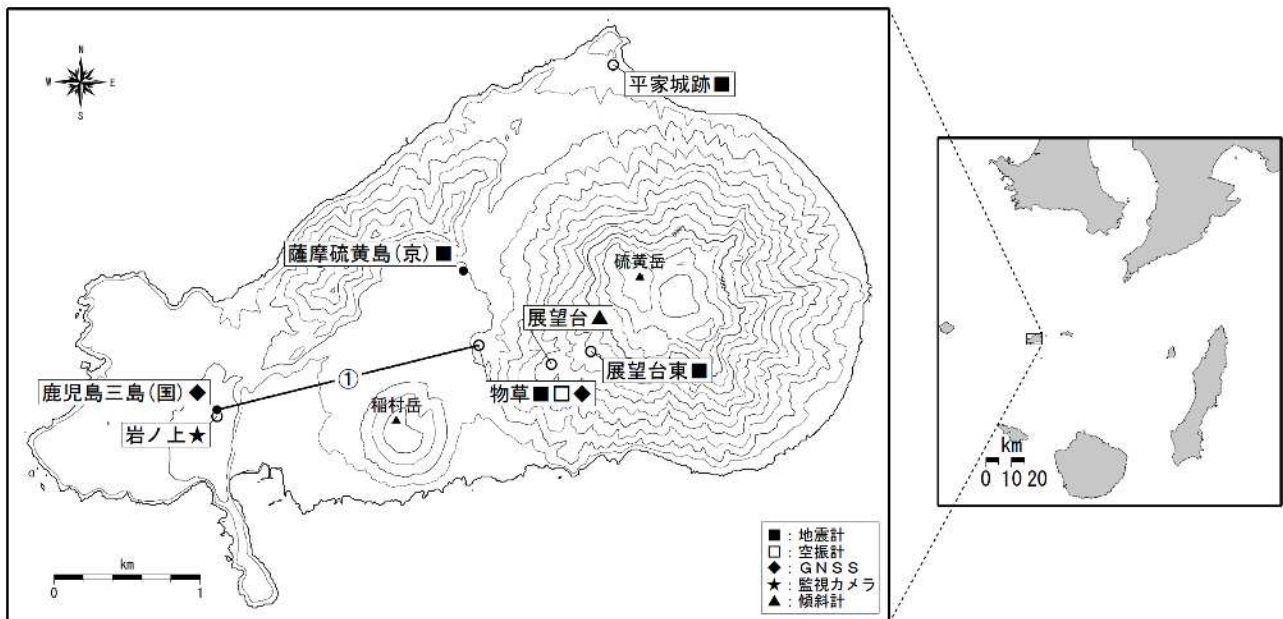 N
W E
S
平家城跡■
薩摩硫黄島(京)■
硫黄岳
展望台▲
展望台東■
①
物草■□◆
鹿児島三島(国)◆
稲村岳
岩ノ上★
km
0 1
■:地震計
□:空振計
◆:GNSS
★:監視カメラ
▲:傾斜計
km
0 10 20